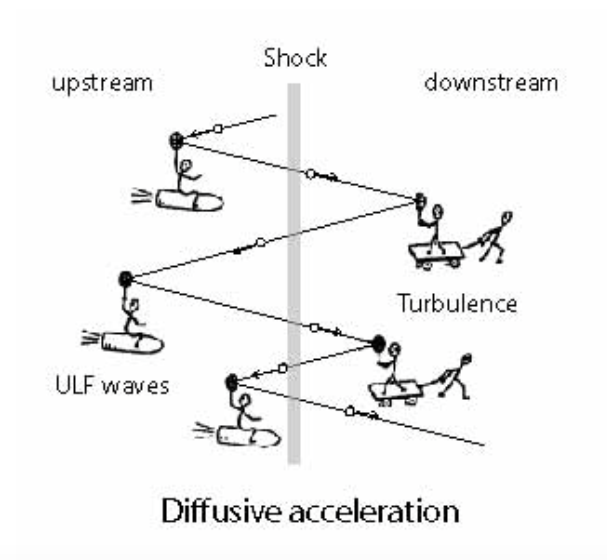 Shock
upstream
downstream
Turbulence
ULF waves
Diffusive acceleration